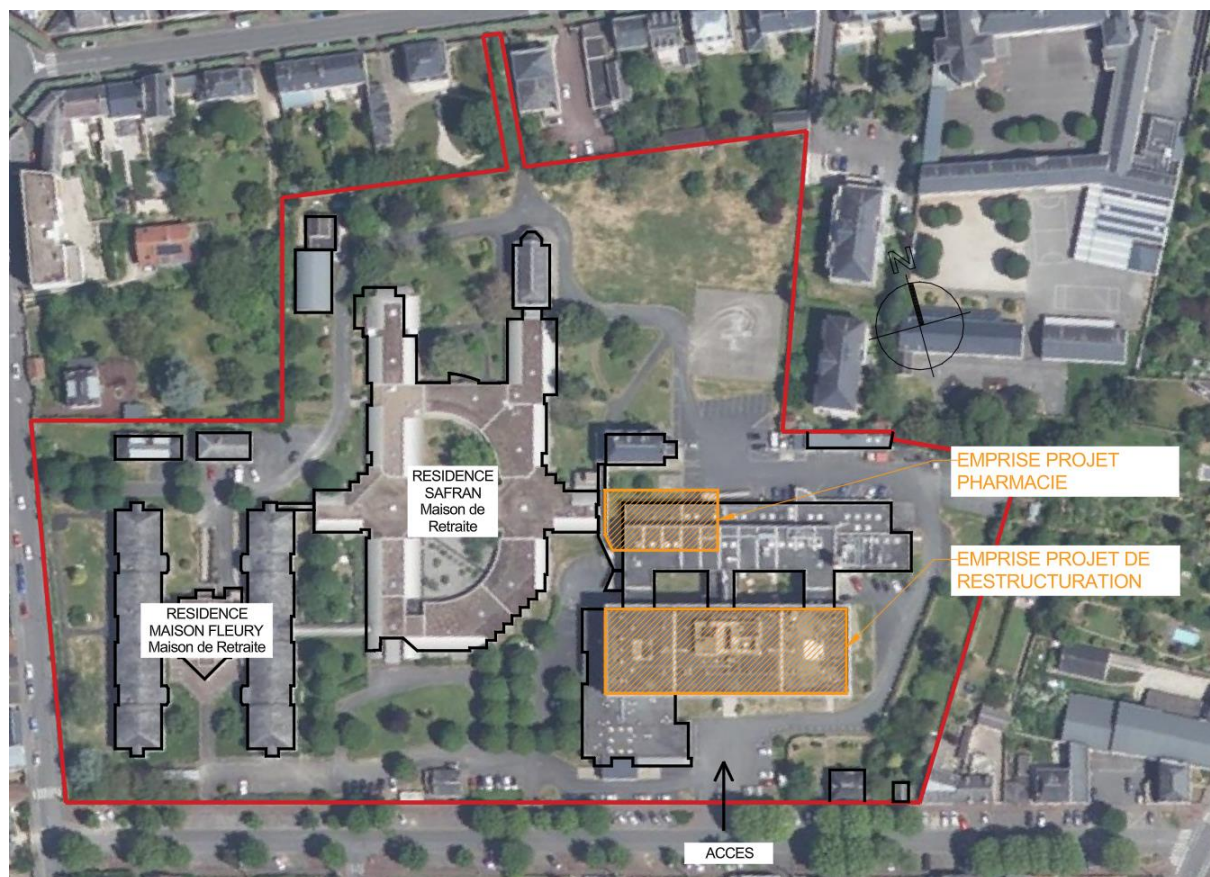 N
EMPRISE PROJET
PHARMACIE
RESIDENCE
SAFRAN
Maison de
Retraite
EMPRISE PROJET DE
RESTRUCTURATION
RESIDENCE
MAISON FLEURY
Maison de Retraite
ACCES